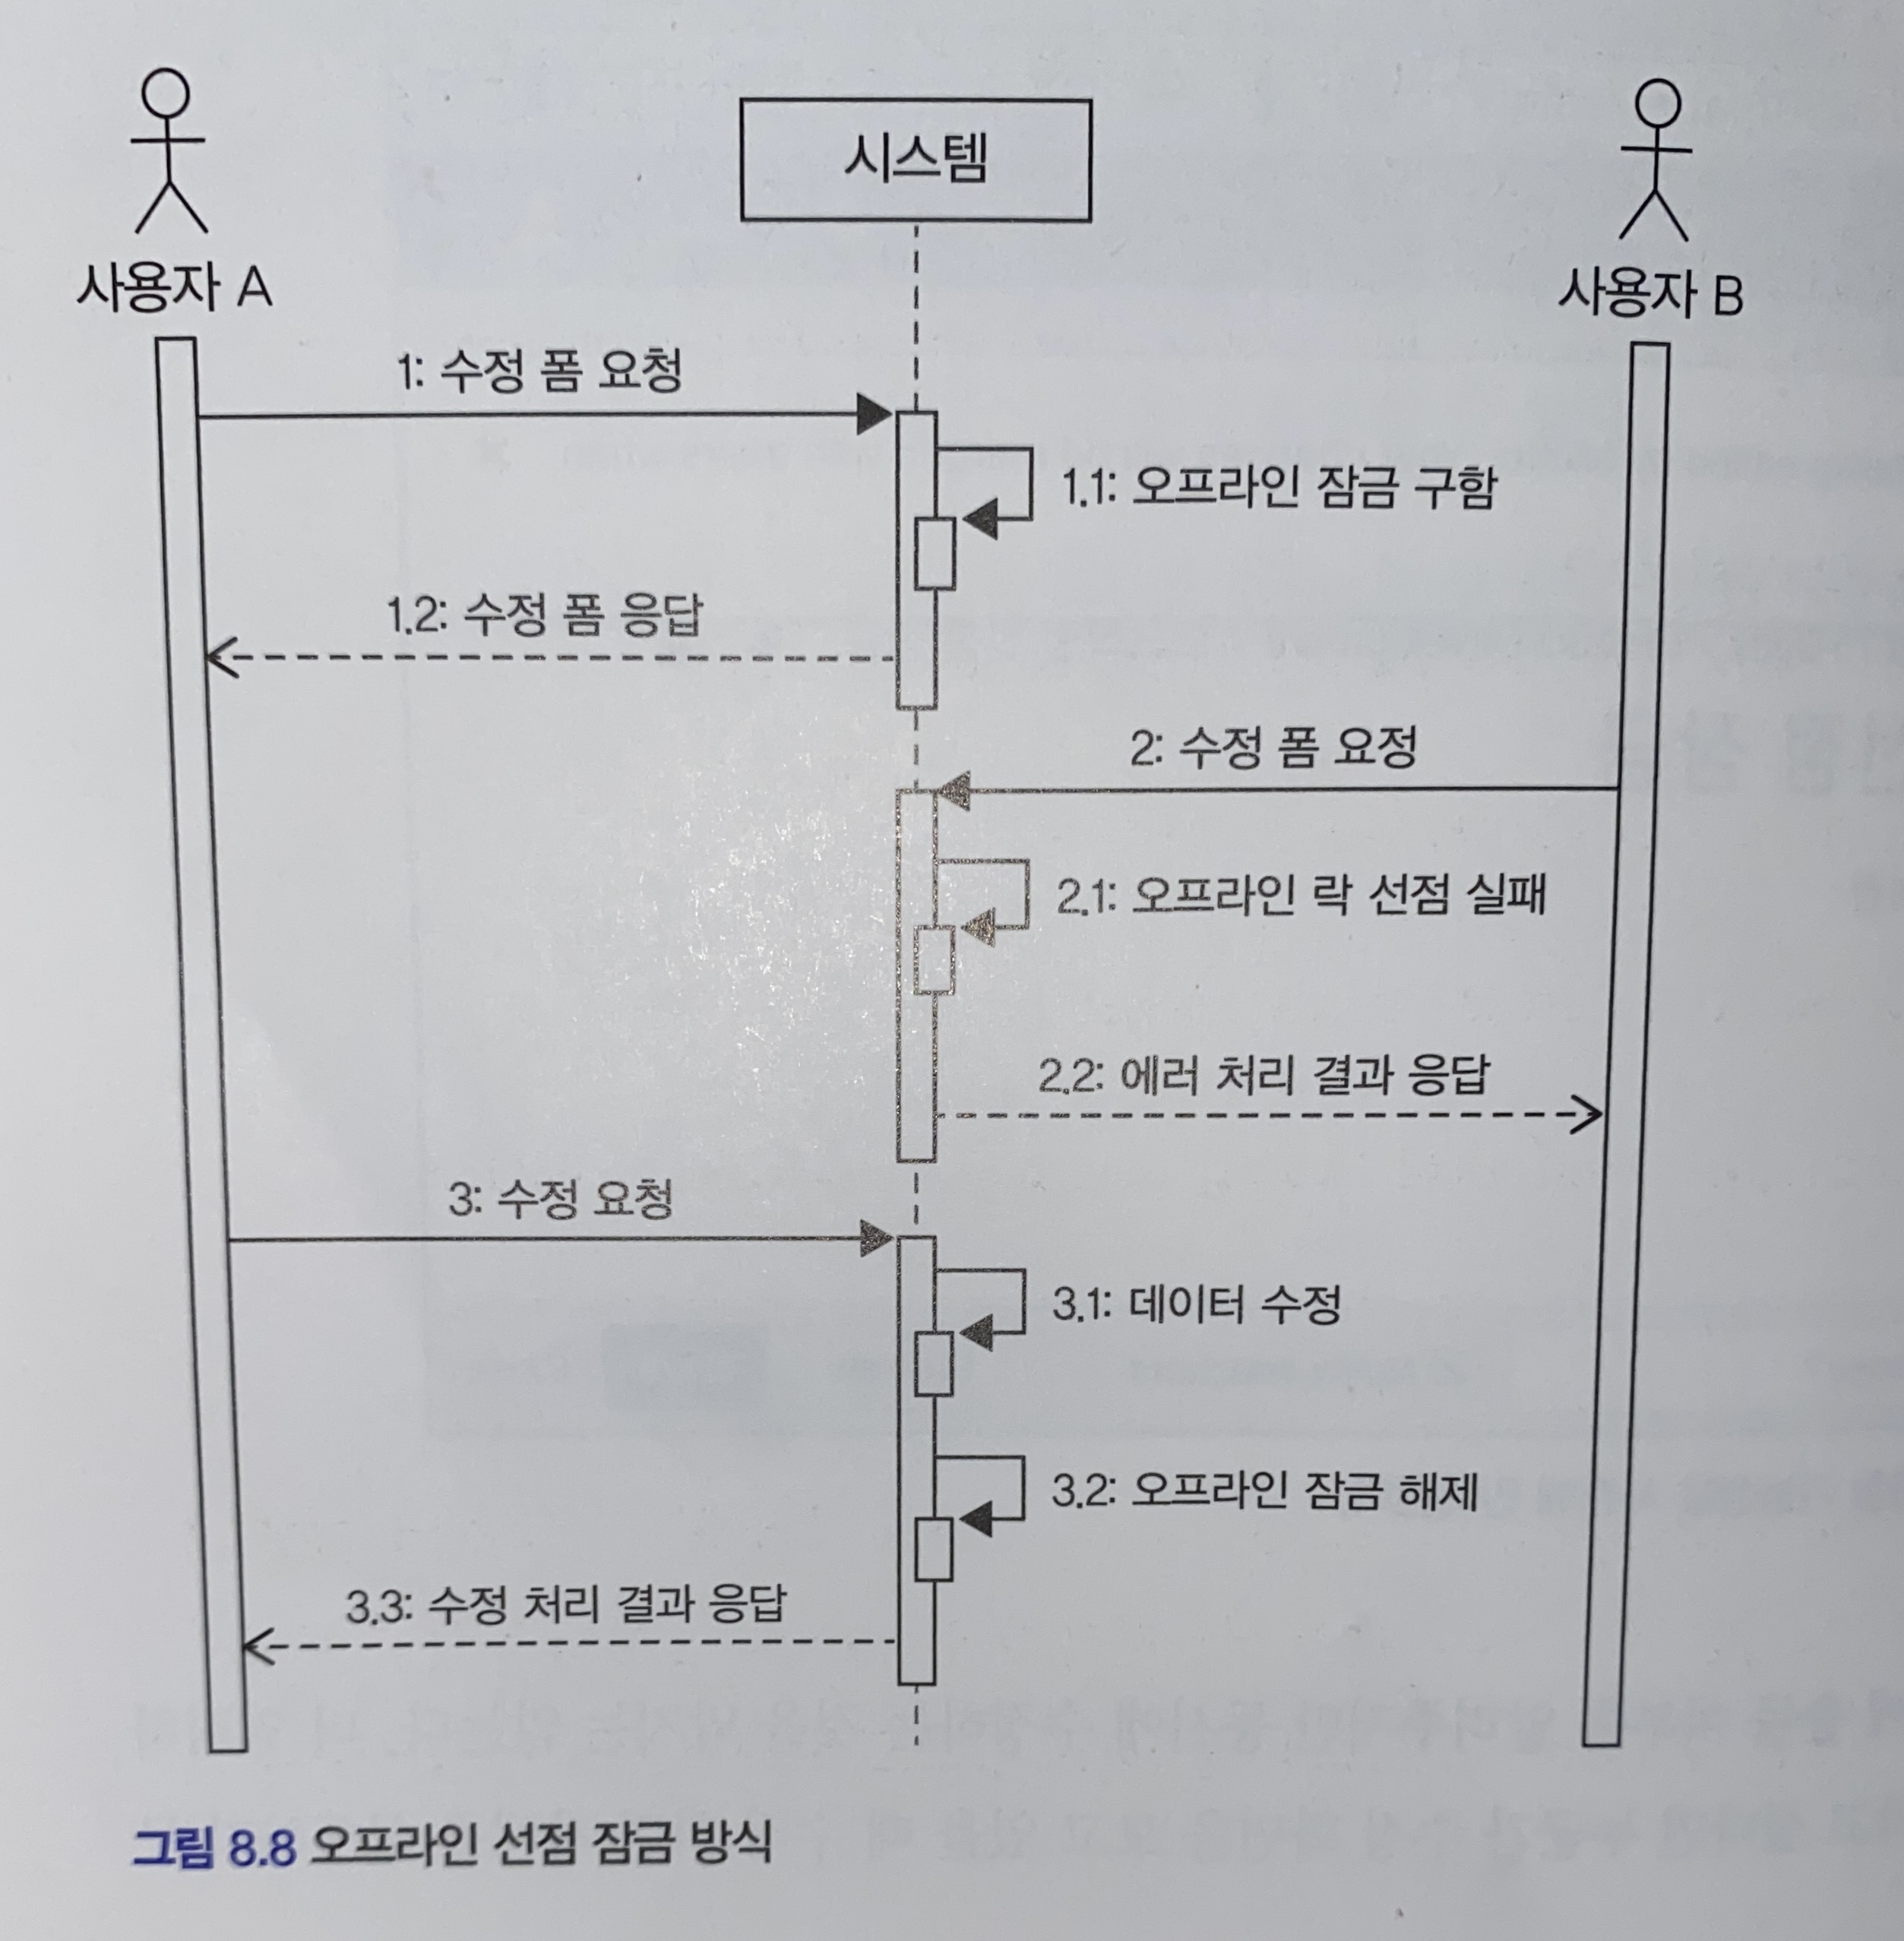 시스템
사용자 A
사용자 B
1: 수정 폼 요청
1.1: 오프라인 잠금 구함
1.2: 수정 폼 응답
2: 수정 폼 요정
2.1: 오프라인 락 선점 실패
2.2: 에러 처리 결과 응답
3: 수정 요청
3.1: 데이터 수정
3.2: 오프라인 잠금 해제
3.3: 수정 처리 결과 응답
그림 8.8 오프라인 선점 잠금 방식